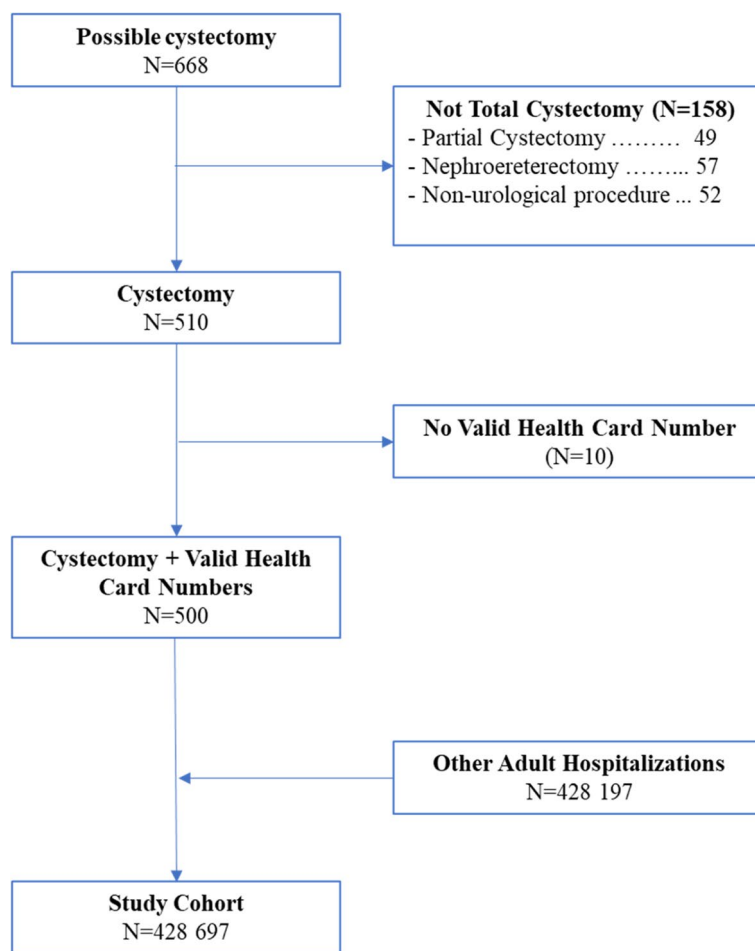 Possible cystectomy
N=668
Not Total Cystectomy (N=158)
- Partial Cystectomy ……… 49
- Nephroereterectomy ……... 57
- Non-urological procedure ... 52
Cystectomy
N=510
No Valid Health Card Number
(N=10)
Cystectomy + Valid Health
Card Numbers
N=500
Other Adult Hospitalizations
N=428 197
Study Cohort
N=428 697